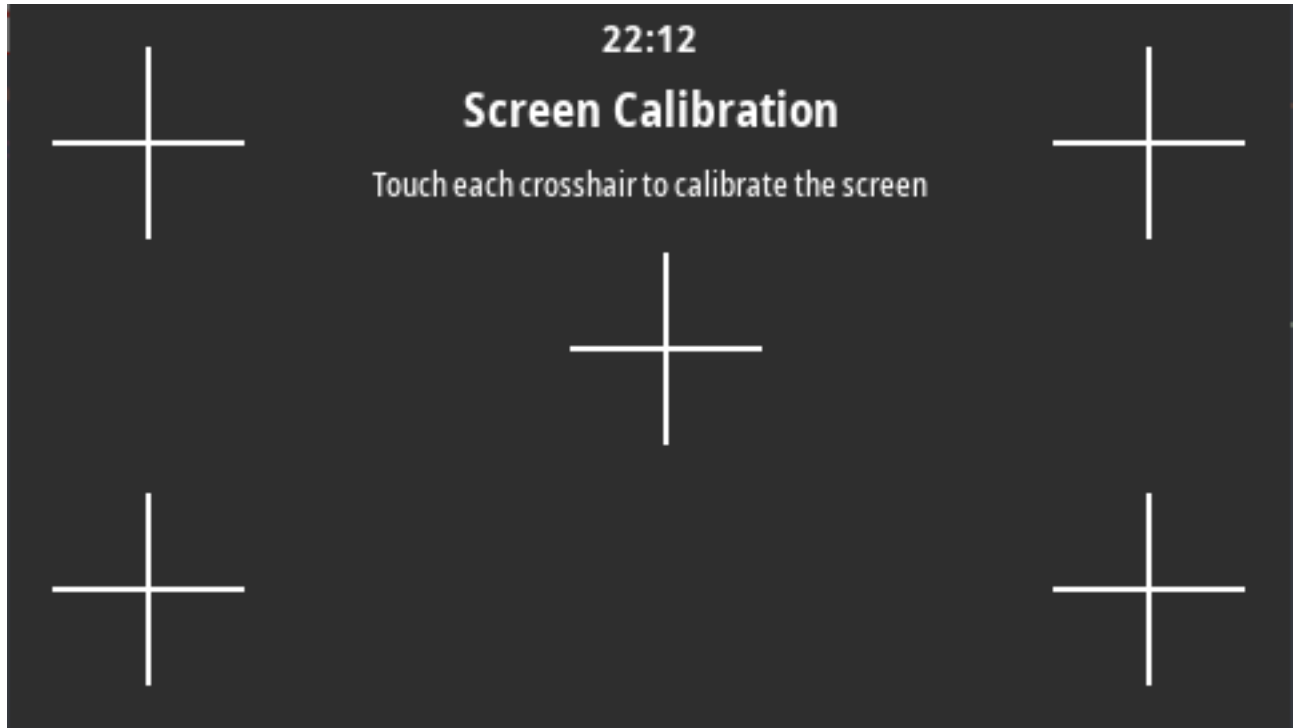 22:12
Screen Calibration
Touch each crosshair to calibrate the screen